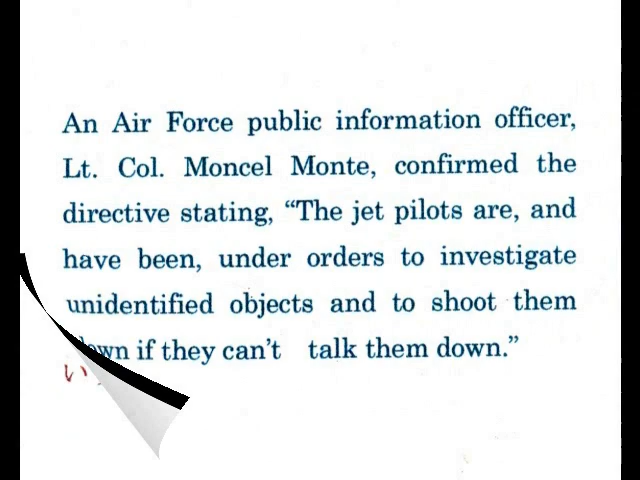 An Air Force public information officer,
Lt. Col. Moncel Monte, confirmed the
directive stating, “The jet pilots are, and
have been, under orders to investigate
unidentified objects and to shoot them
down if they can't talk them down.”